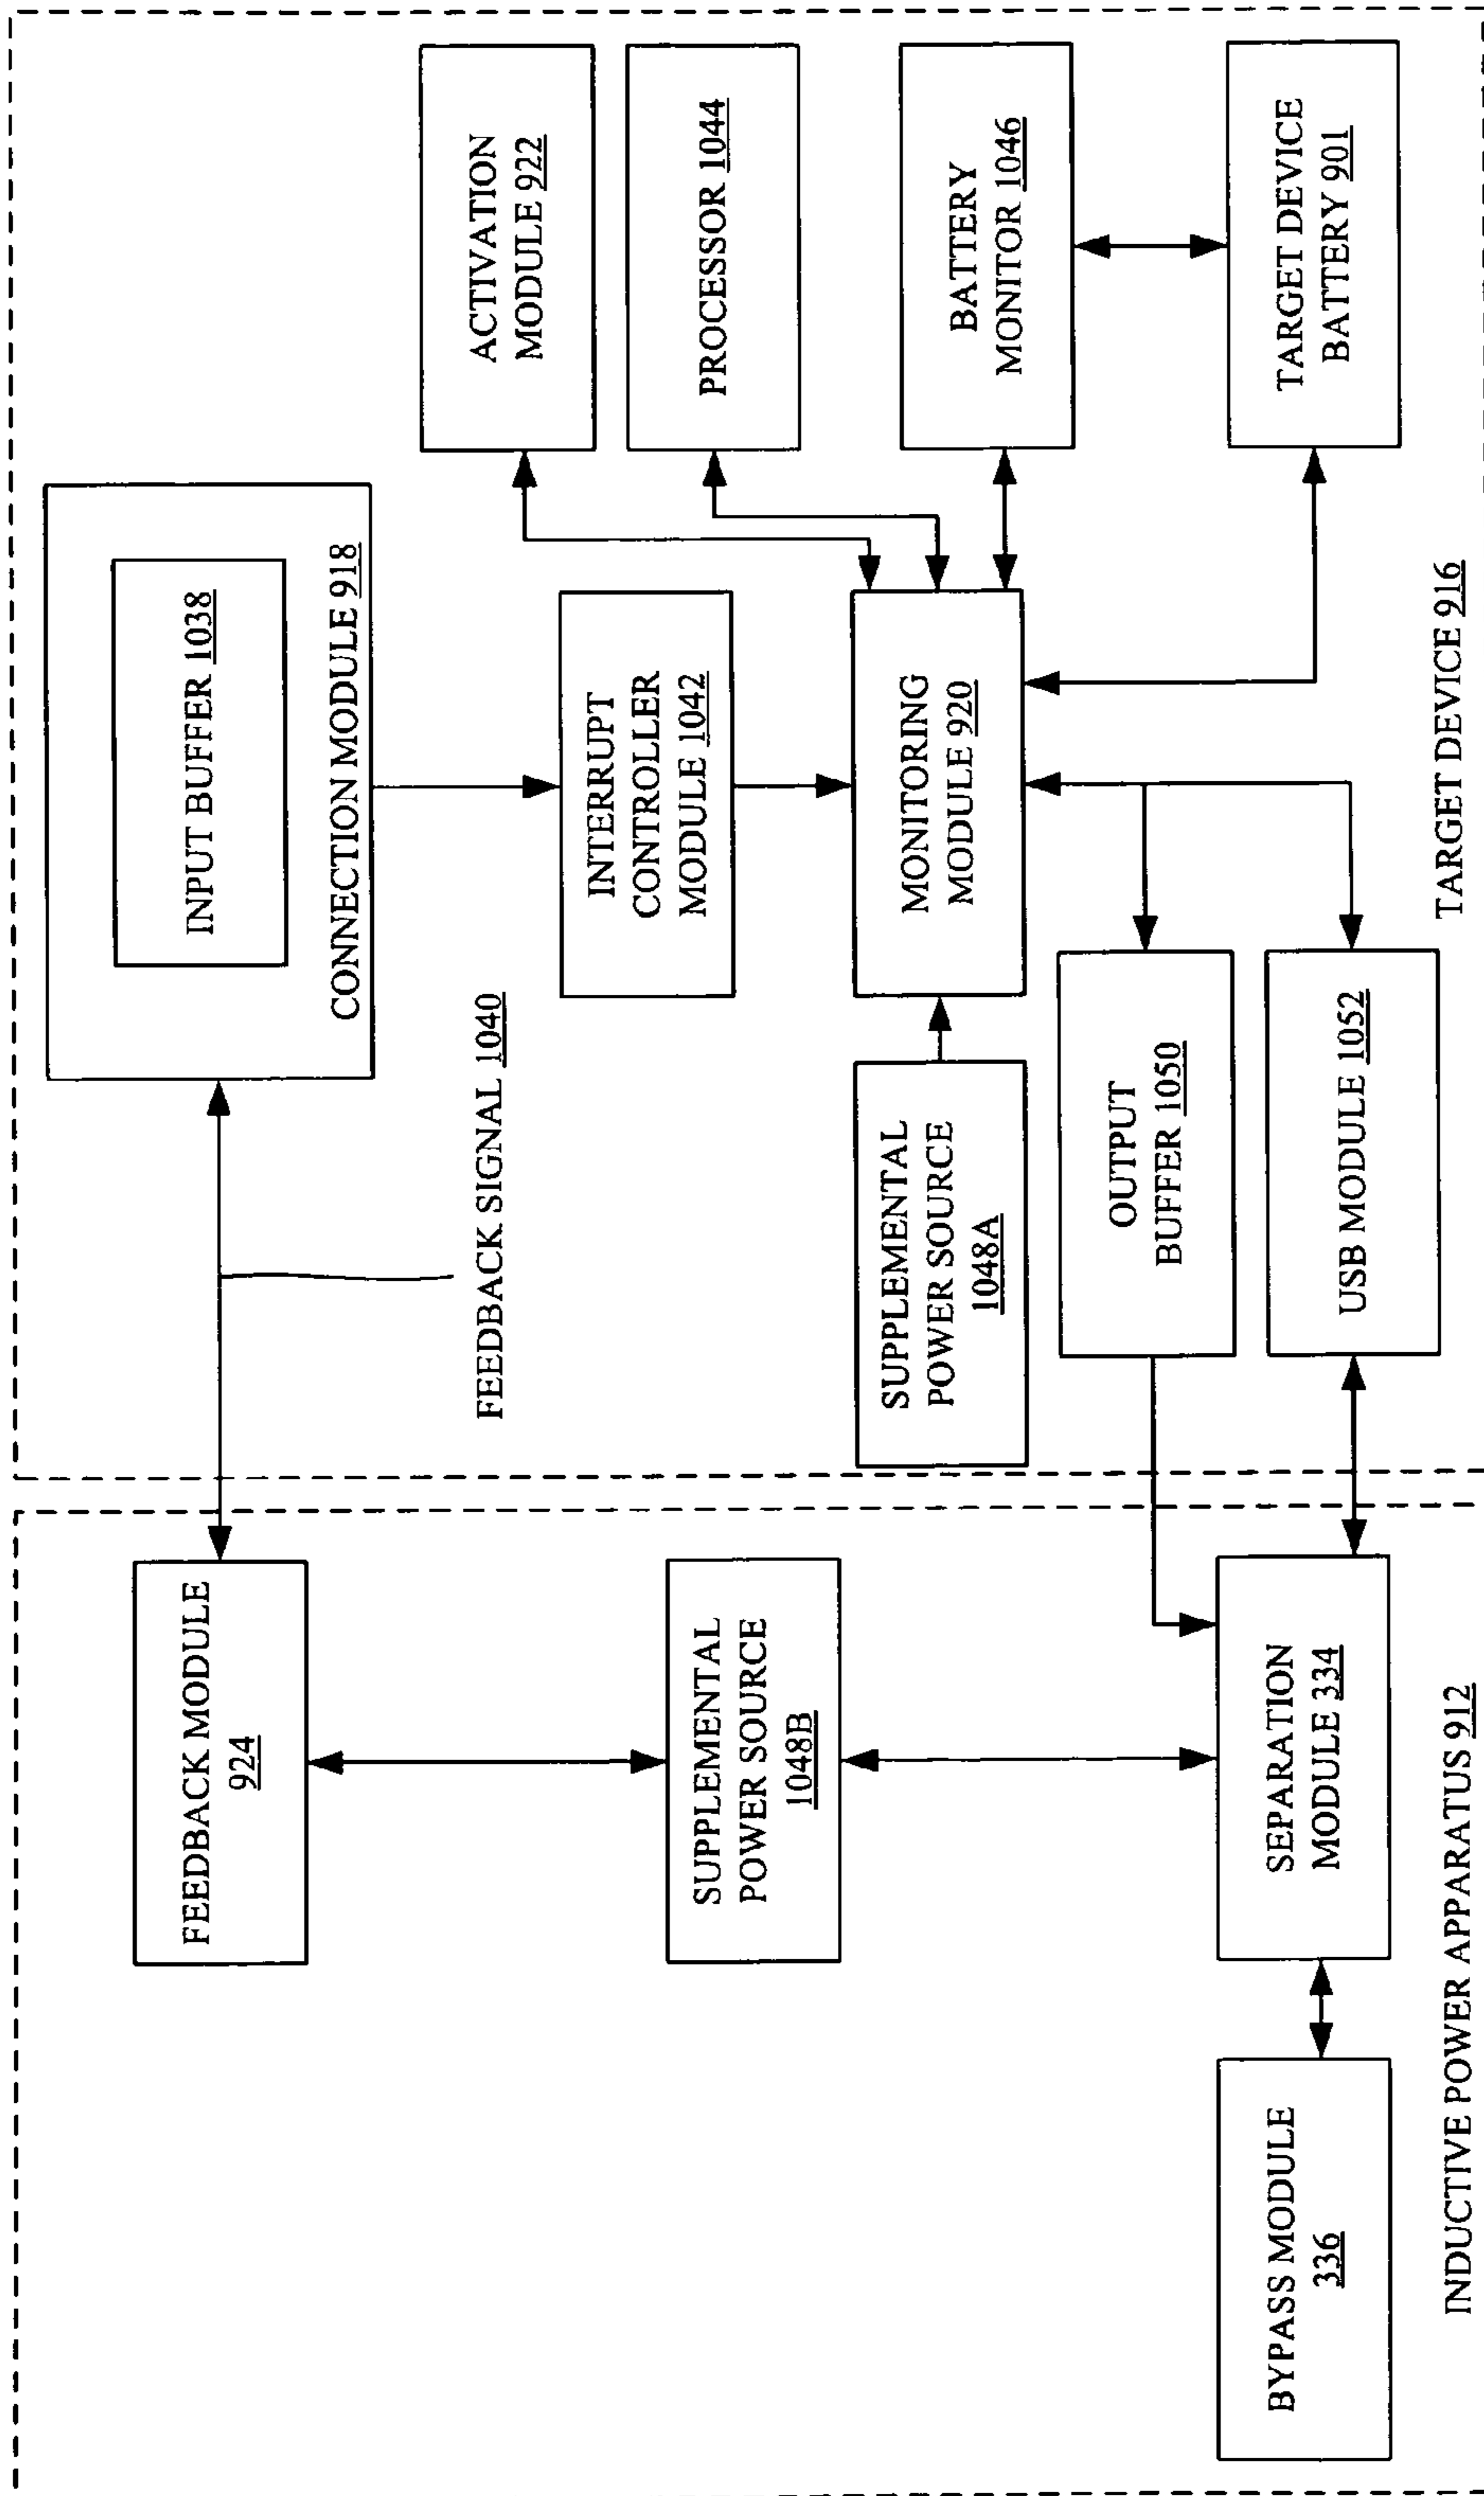 FEEDBACK MODULE
924
SUPPLEMENTAL
POWER SOURCE
1048B
BYPASS MODULE
336
SEPARATION
MODULE 334
INDUCTIVE POWER APPARATUS 912
INPUT BUFFER 1038
CONNECTION MODULE 918
FEEDBACK SIGNAL 1040
INTERRUPT
CONTROLLER
MODULE 1042
ACTIVATION
MODULE 922
PROCESSOR 1044
SUPPLEMENTAL
POWER SOURCE
1048A
MONITORING
MODULE 920
BATTERY
MONITOR 1046
OUTPUT
BUFFER 1050
USB MODULE 1052
TARGET DEVICE
BATTERY 901
TARGET DEVICE 916